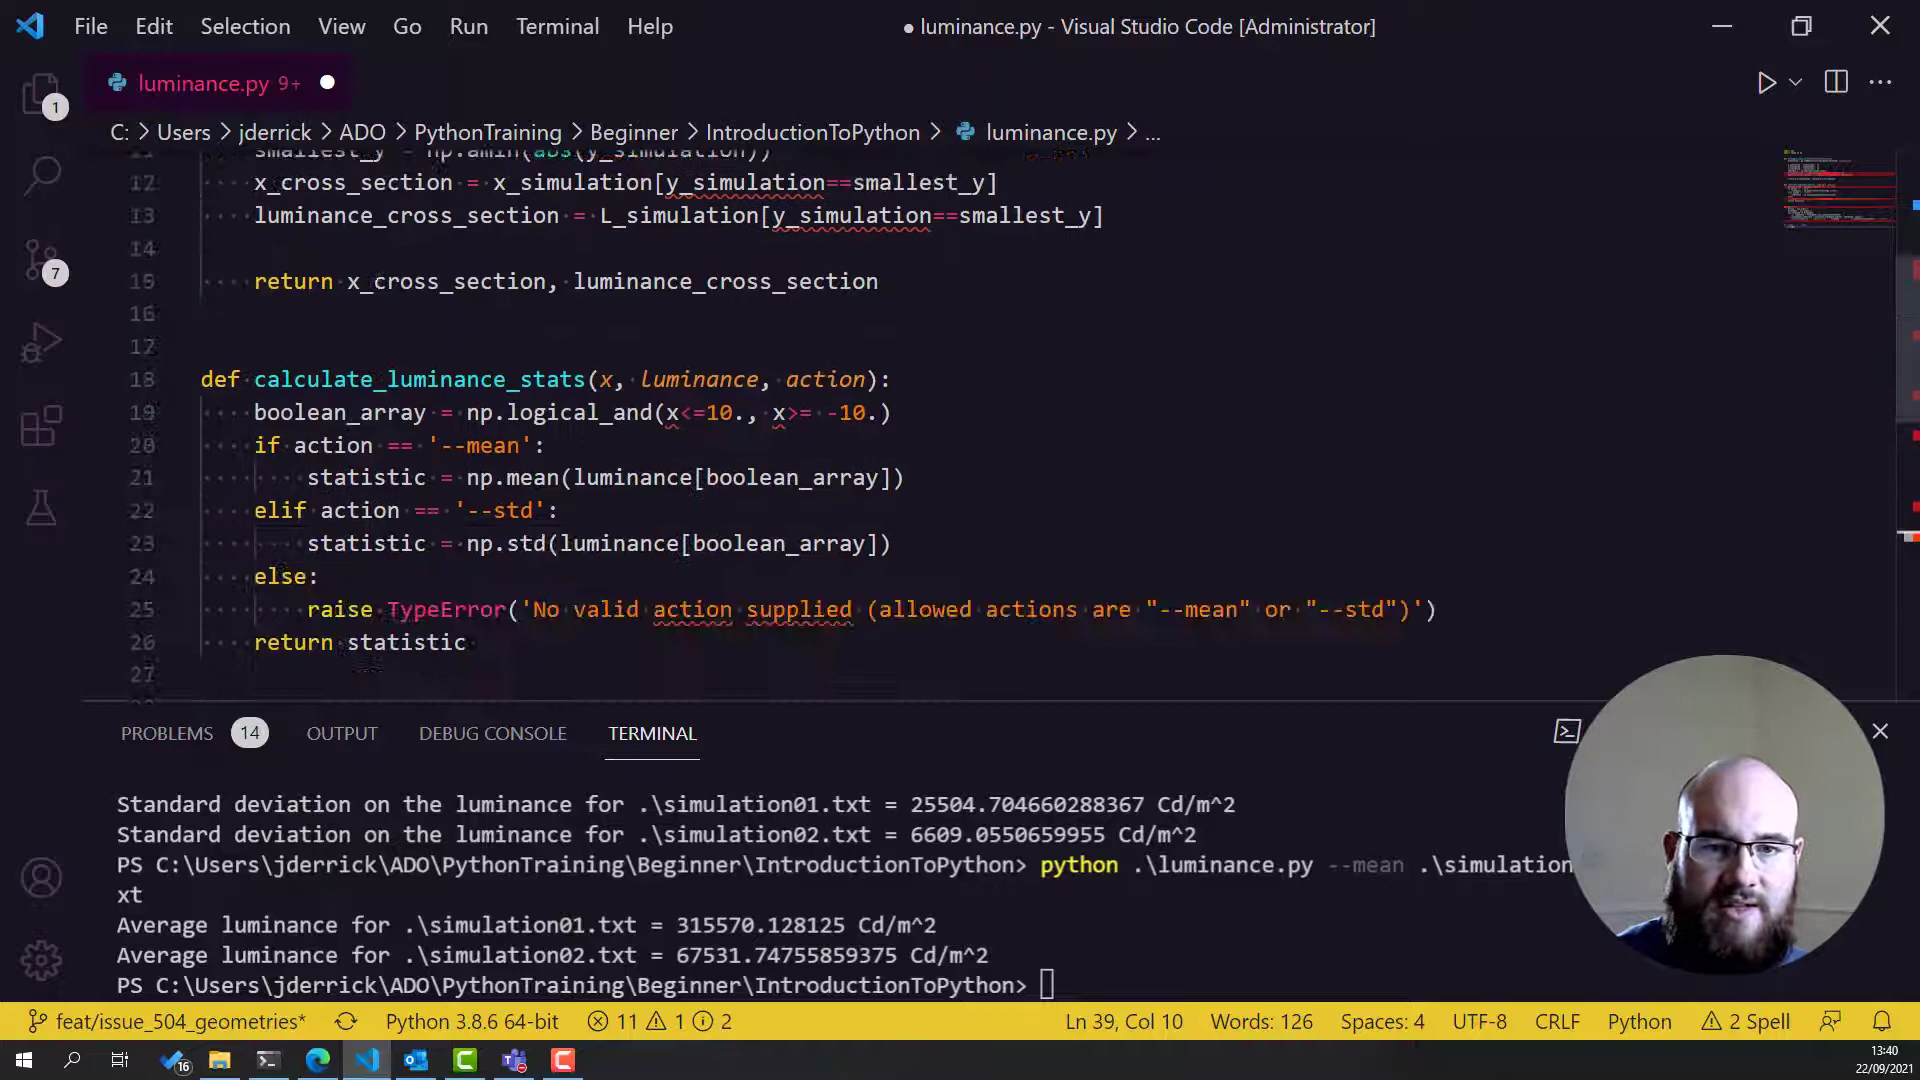 File Edit Selection View Go Run Terminal Help
● luminance.py - Visual Studio Code [Administrator]
luminance.py 9+
C: > Users > jderrick > ADO > PythonTraining > Beginner > IntroductionToPython > luminance.py > ...
smallest_y = np.amin(abs(y_simulation))
12 x_cross_section = x_simulation[y_simulation==smallest_y]
13 luminance_cross_section = L_simulation[y_simulation==smallest_y]
14
15 return x_cross_section, luminance_cross_section
16
17
18 def calculate_luminance_stats(x, luminance, action):
19 boolean_array = np.logical_and(x<=10., x>= -10.)
20 if action == '--mean':
21 statistic = np.mean(luminance[boolean_array])
22 elif action == '--std':
23 statistic = np.std(luminance[boolean_array])
24 else:
25 raise TypeError('No valid action supplied (allowed actions are "--mean" or "--std")')
26 return statistic
27
PROBLEMS 14 OUTPUT DEBUG CONSOLE TERMINAL
Standard deviation on the luminance for .\simulation01.txt = 25504.704660288367 Cd/m^2
Standard deviation on the luminance for .\simulation02.txt = 6609.0550659955 Cd/m^2
PS C:\Users\jderrick\ADO\PythonTraining\Beginner\IntroductionToPython> python .\luminance.py --mean .\simulation
xt
Average luminance for .\simulation01.txt = 315570.128125 Cd/m^2
Average luminance for .\simulation02.txt = 67531.74755859375 Cd/m^2
PS C:\Users\jderrick\ADO\PythonTraining\Beginner\IntroductionToPython>
1
7
feat/issue_504_geometries* Python 3.8.6 64-bit 11 1 2 Ln 39, Col 10 Words: 126 Spaces: 4 UTF-8 CRLF Python 2 Spell
16
13:40
22/09/2021